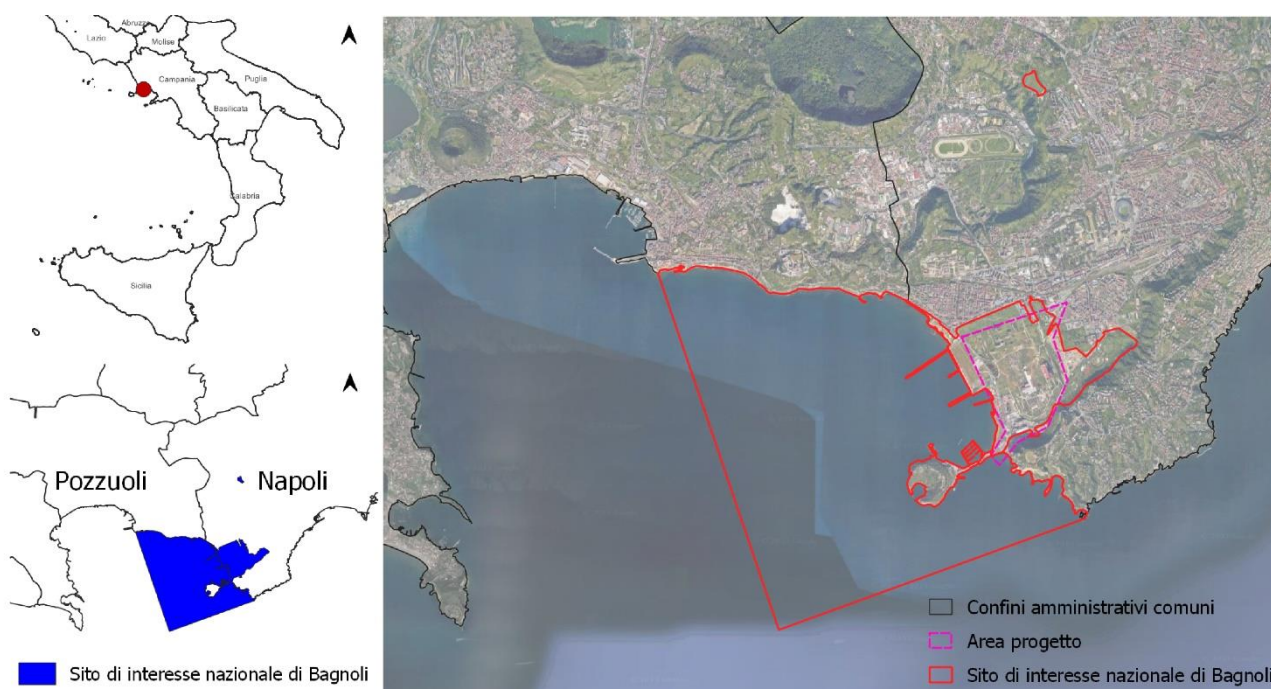 Abruzzo
Lazio
Molise
Campania
Puglia
Basilicata
Calabria
Sicilia
Pozzuoli
Napoli
Sito di interesse nazionale di Bagnoli
Confini amministrativi comuni
Area progetto
Sito di interesse nazionale di Bagnoli